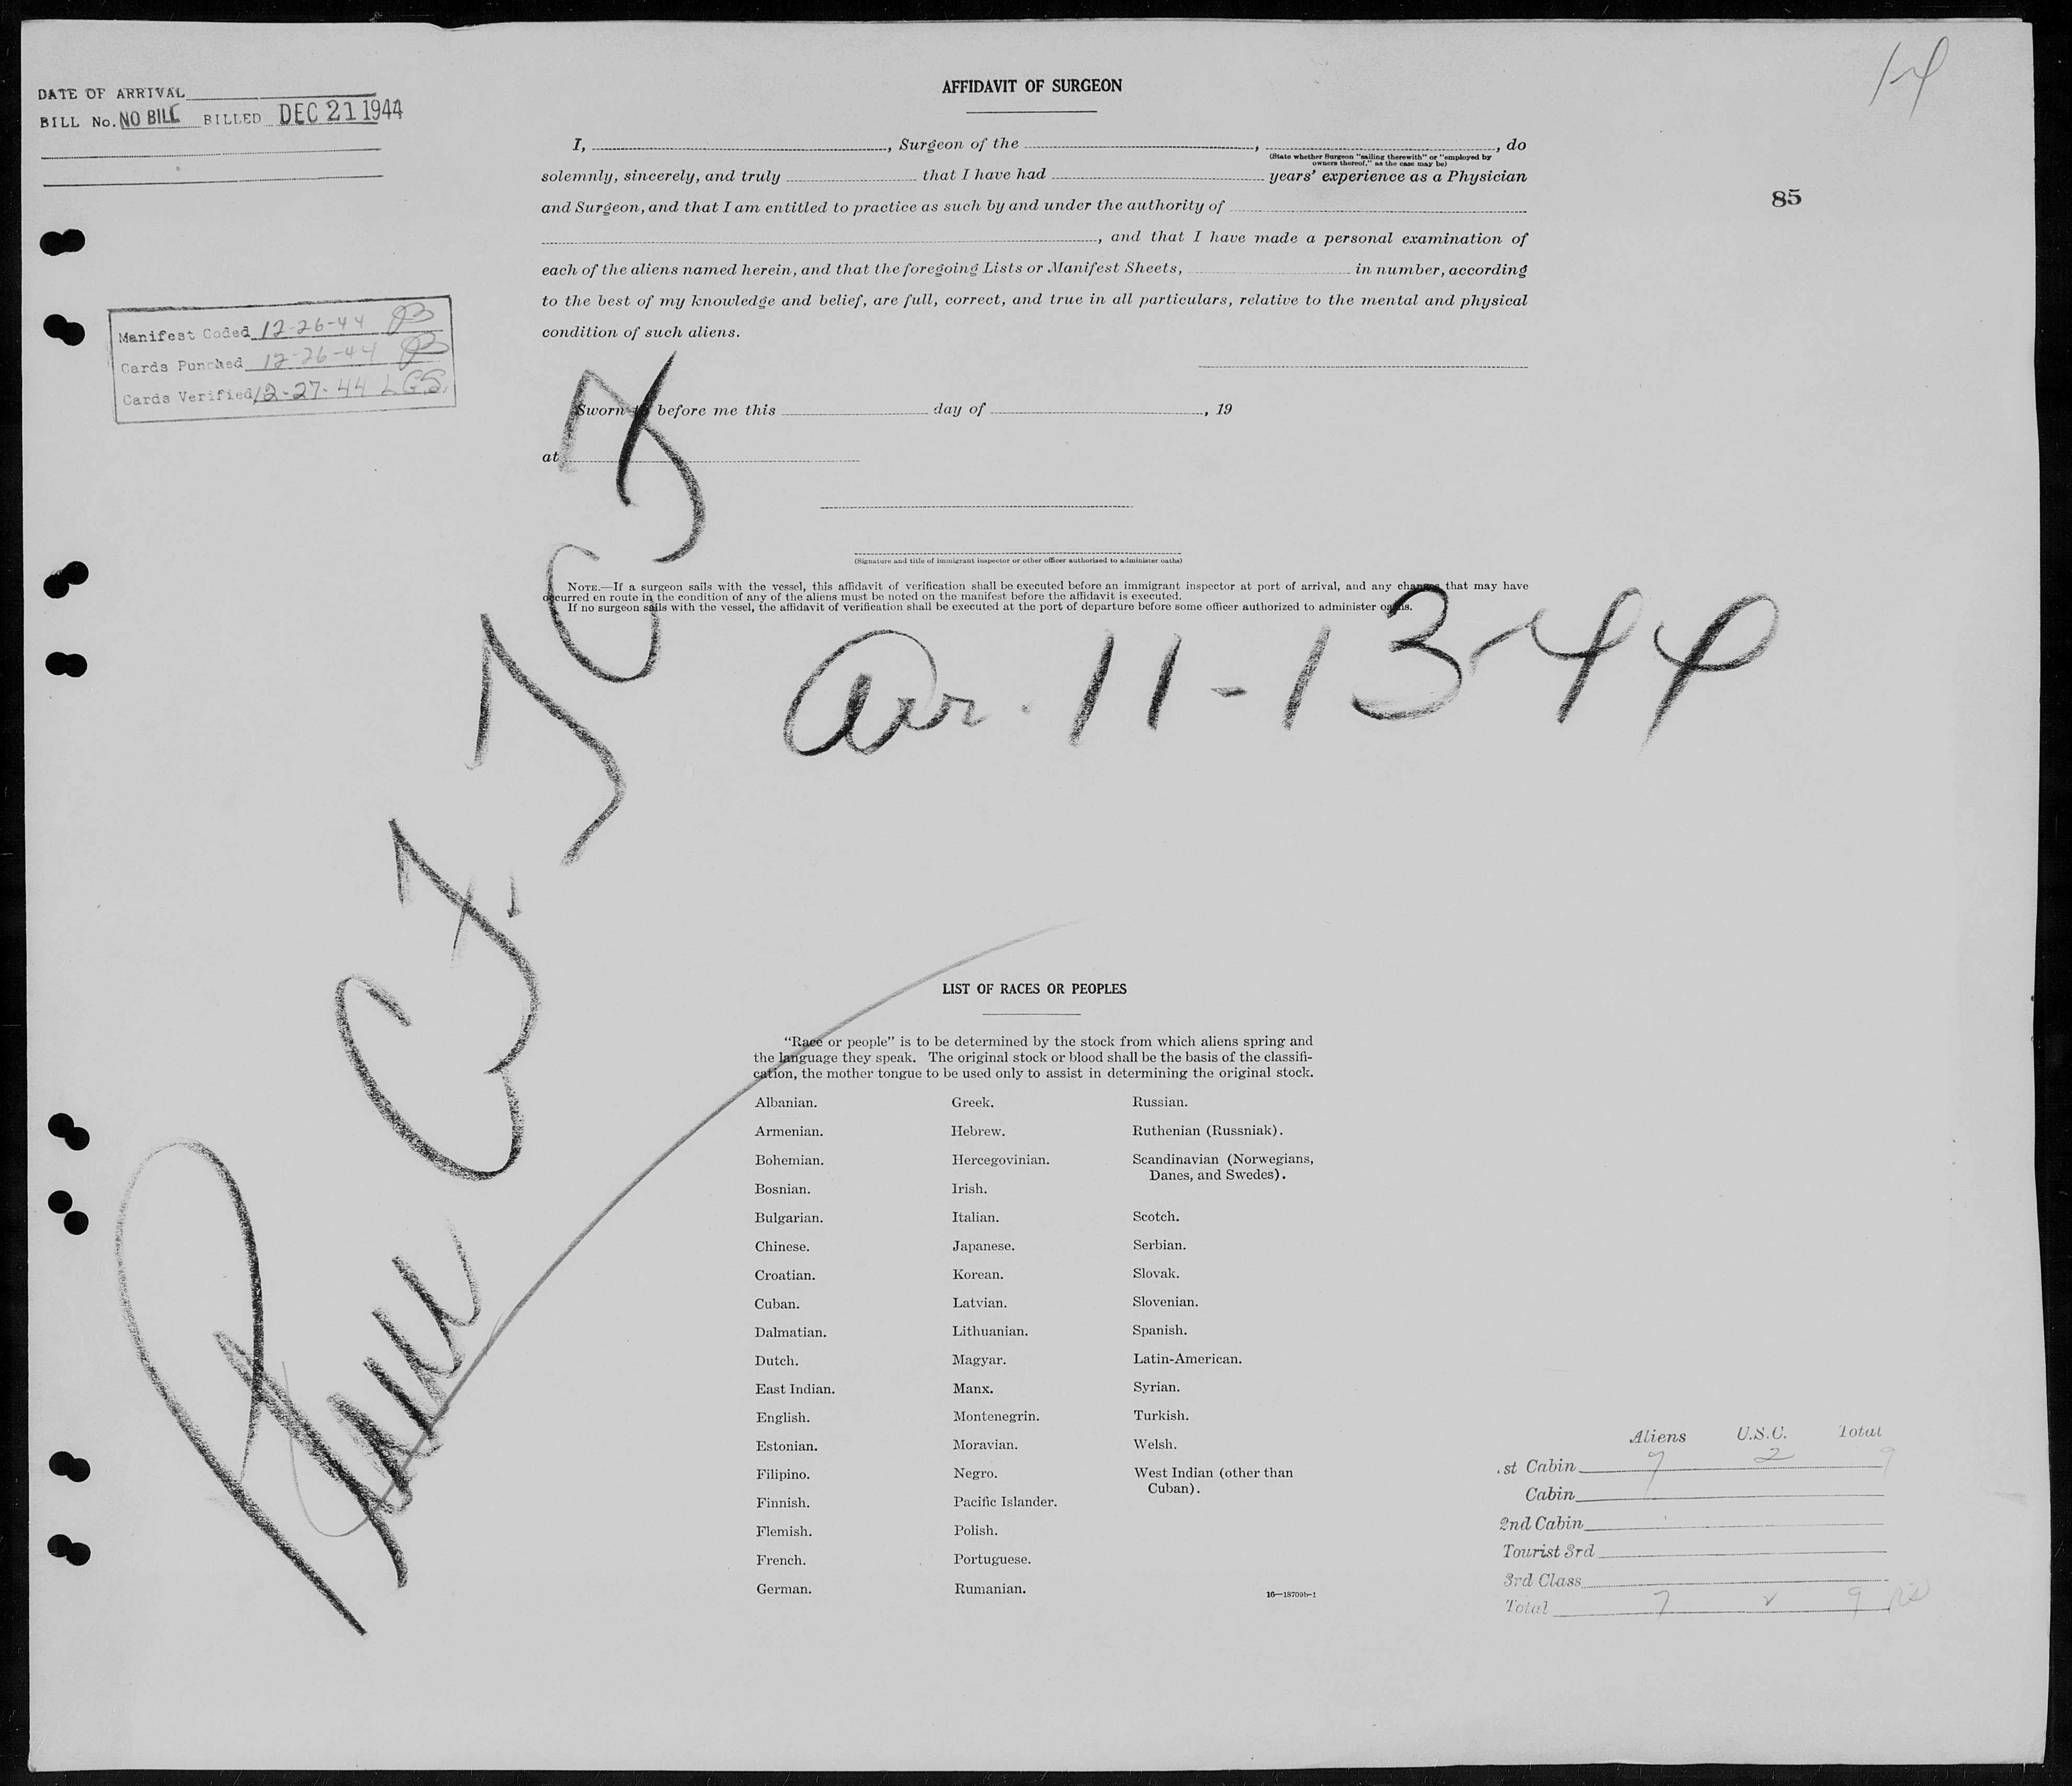 14
DATE OF ARRIVAL
BILL No. NO BILL BILLED DEC 21 1944
AFFIDAVIT OF SURGEON
I, , Surgeon of the , , do
(State whether Surgeon "sailing therewith" or "employed by
owners thereof," as the case may be)
solemnly, sincerely, and truly that I have had years' experience as a Physician
and Surgeon, and that I am entitled to practice as such by and under the authority of
, and that I have made a personal examination of
each of the aliens named herein, and that the foregoing Lists or Manifest Sheets, in number, according
to the best of my knowledge and belief, are full, correct, and true in all particulars, relative to the mental and physical
condition of such aliens.
85
Manifest Coded 12-26-44
Cards Punched 12-26-44
Cards Verified 12-27-44 LGS.
Sworn to before me this day of , 19
at
(Signature and title of immigrant inspector or other officer authorized to administer oaths)
NOTE.—If a surgeon sails with the vessel, this affidavit of verification shall be executed before an immigrant inspector at port of arrival, and any changes that may have
occurred en route in the condition of any of the aliens must be noted on the manifest before the affidavit is executed.
If no surgeon sails with the vessel, the affidavit of verification shall be executed at the port of departure before some officer authorized to administer oaths.
Arr. 11-13-44
LIST OF RACES OR PEOPLES
"Race or people" is to be determined by the stock from which aliens spring and
the language they speak. The original stock or blood shall be the basis of the classifi-
cation, the mother tongue to be used only to assist in determining the original stock.
Albanian. Greek. Russian.
Armenian. Hebrew. Ruthenian (Russniak).
Bohemian. Hercegovinian. Scandinavian (Norwegians,
Danes, and Swedes).
Bosnian. Irish.
Bulgarian. Italian. Scotch.
Chinese. Japanese. Serbian.
Croatian. Korean. Slovak.
Cuban. Latvian. Slovenian.
Dalmatian. Lithuanian. Spanish.
Dutch. Magyar. Latin-American.
East Indian. Manx. Syrian.
English. Montenegrin. Turkish.
Estonian. Moravian. Welsh.
Filipino. Negro. West Indian (other than
Cuban).
Finnish. Pacific Islander.
Flemish. Polish.
French. Portuguese.
German. Rumanian.
16—18709b-1
Aliens U.S.C. Total
st Cabin 7 2 9
Cabin
2nd Cabin
Tourist 3rd
3rd Class
Total 7 2 9